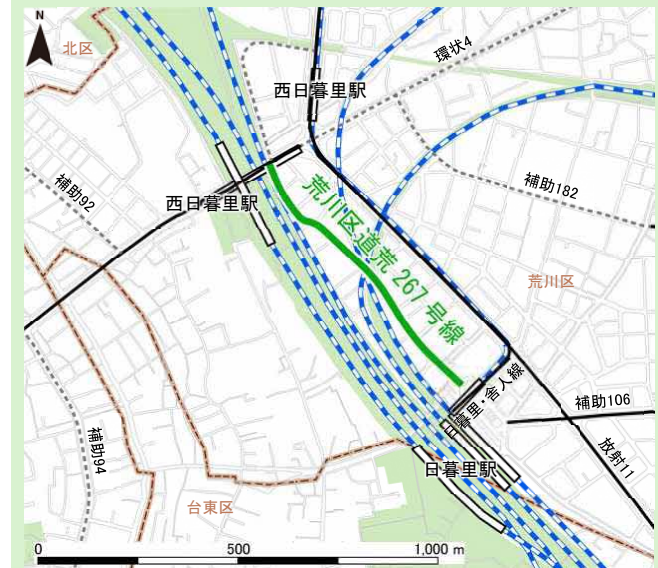 N
北区
環状4
西日暮里駅
補助92
西日暮里駅
補助182
荒川区道荒 267 号線
荒川区
日暮里・舎人線
補助106
補助94
放射11
日暮里駅
台東区
0 500 1,000 m